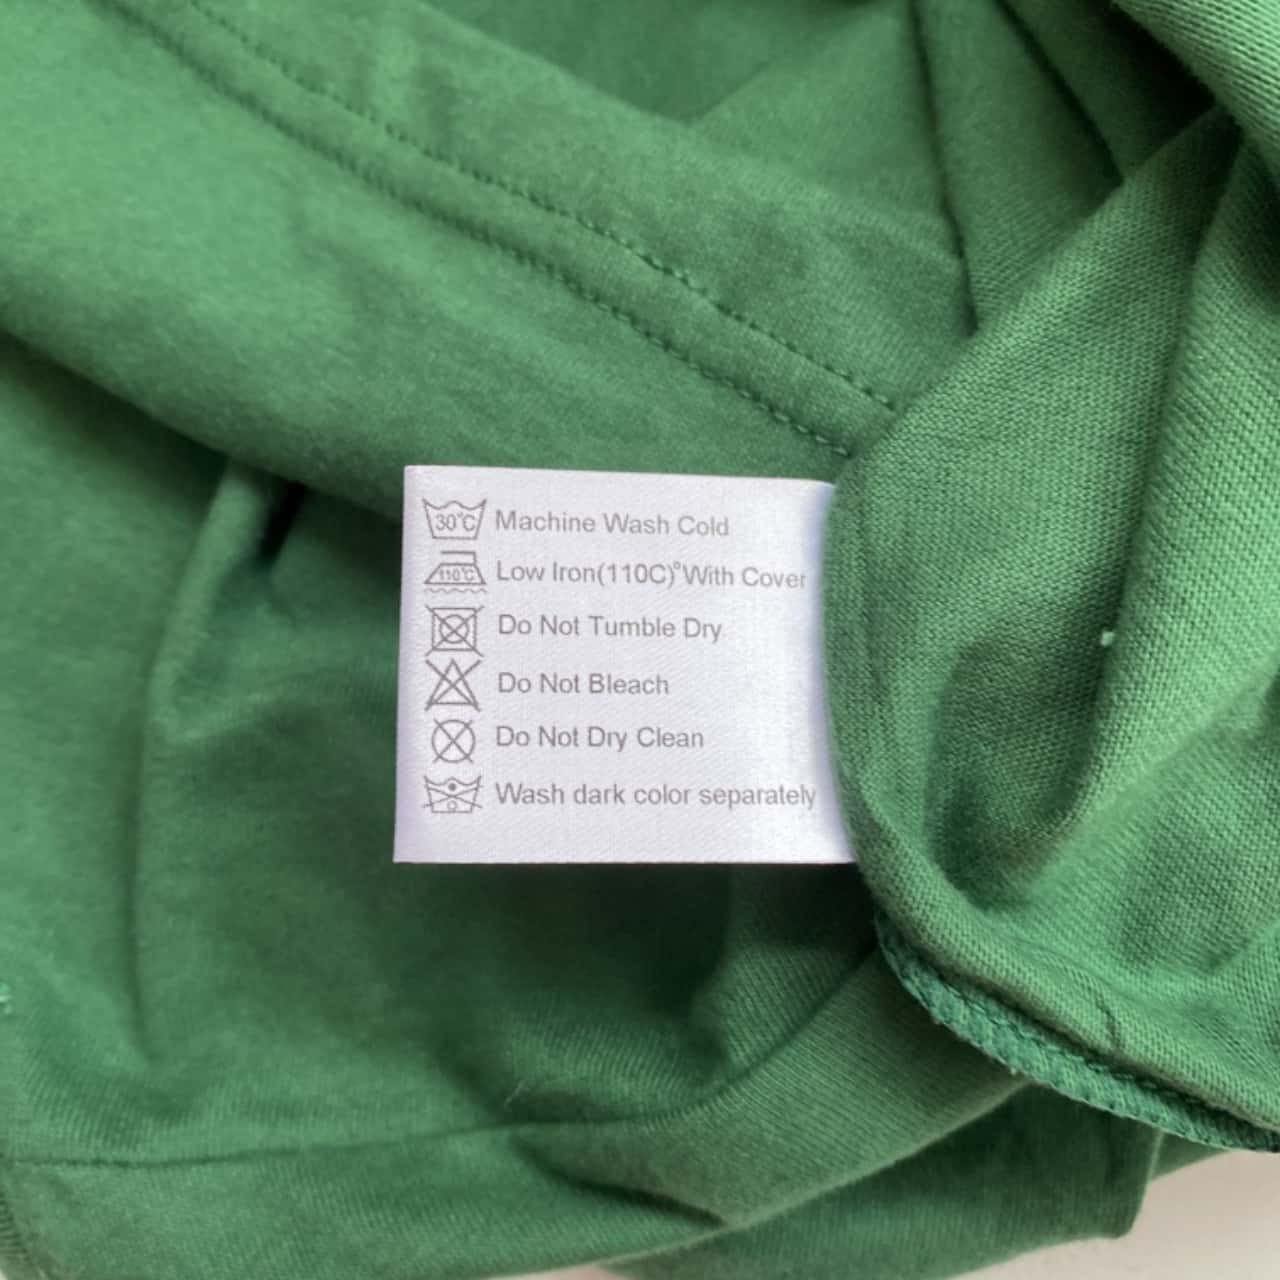 30°C Machine Wash Cold
110°C Low Iron(110C)°With Cover
Do Not Tumble Dry
Do Not Bleach
Do Not Dry Clean
Wash dark color separately